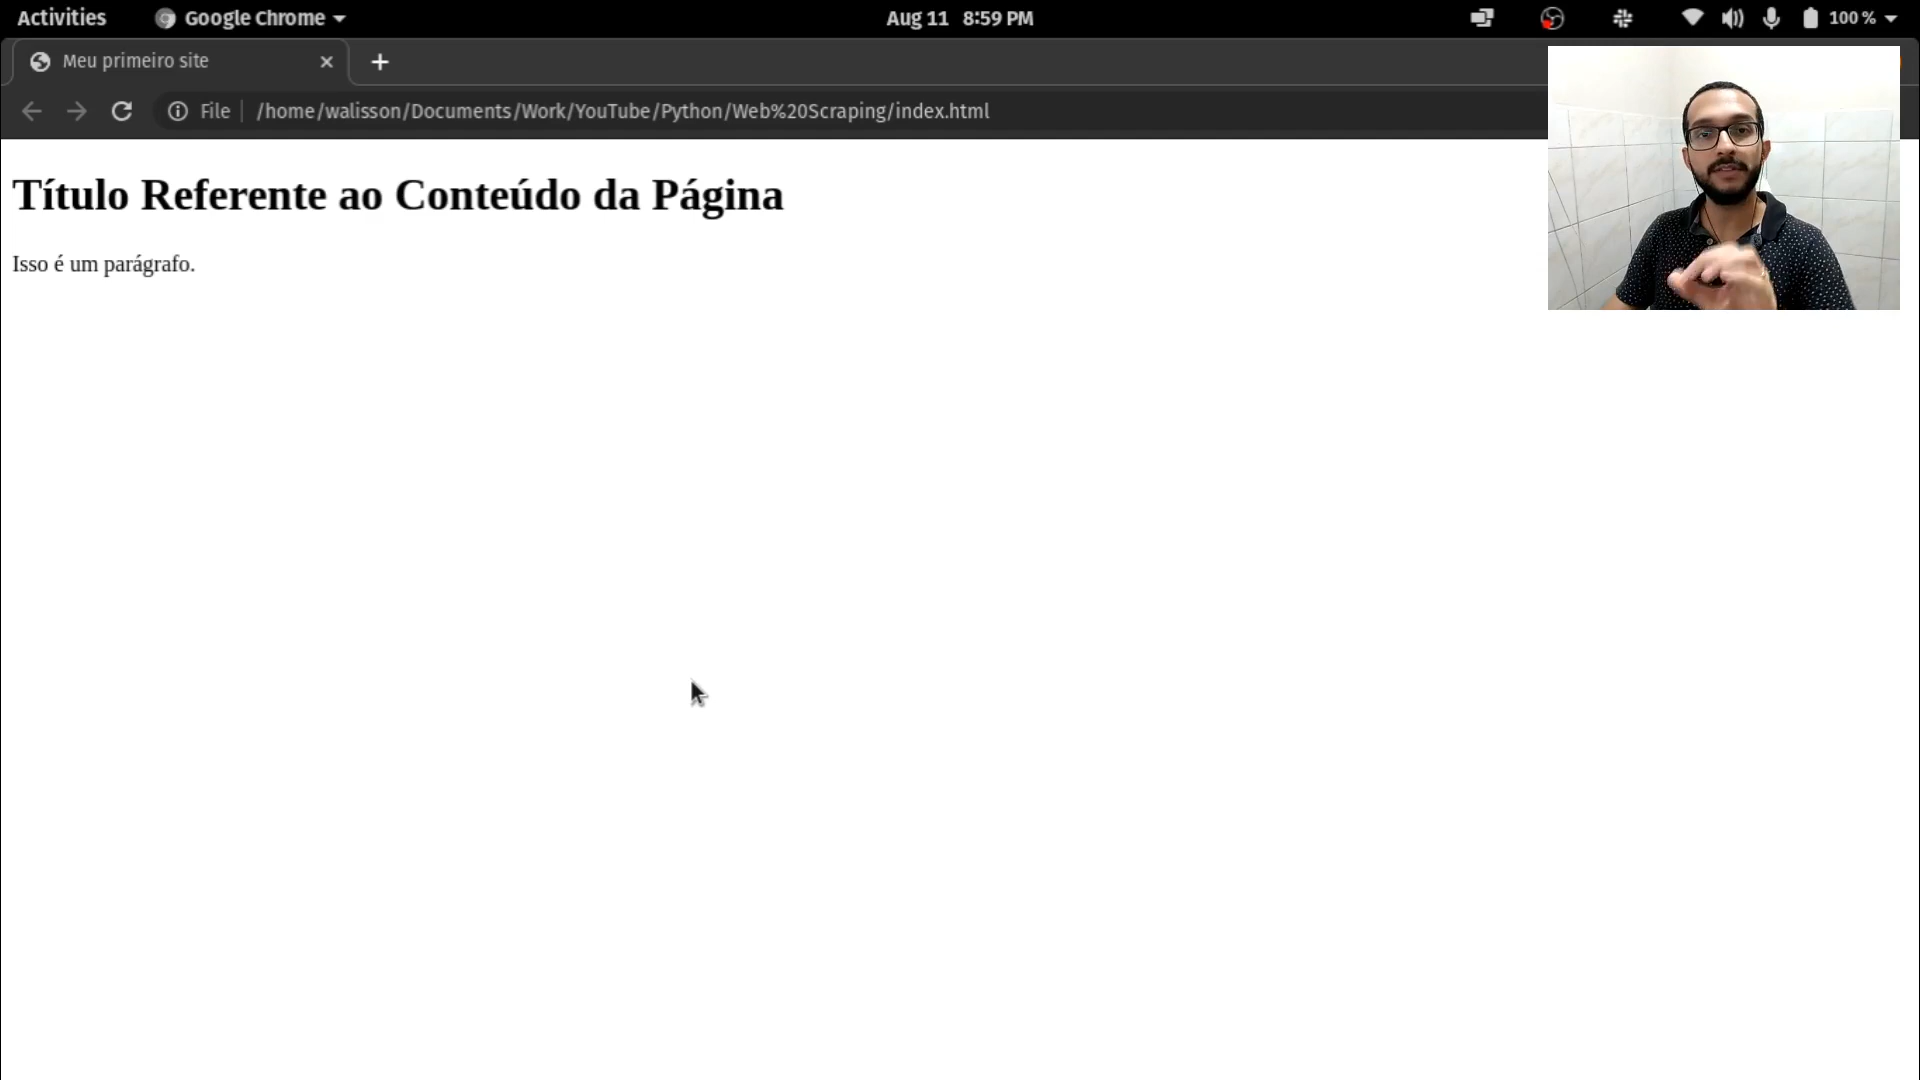 Activities Google Chrome Aug 11 8:59 PM 100 %
Meu primeiro site
File /home/walisson/Documents/Work/YouTube/Python/Web%20Scraping/index.html
Título Referente ao Conteúdo da Página
Isso é um parágrafo.